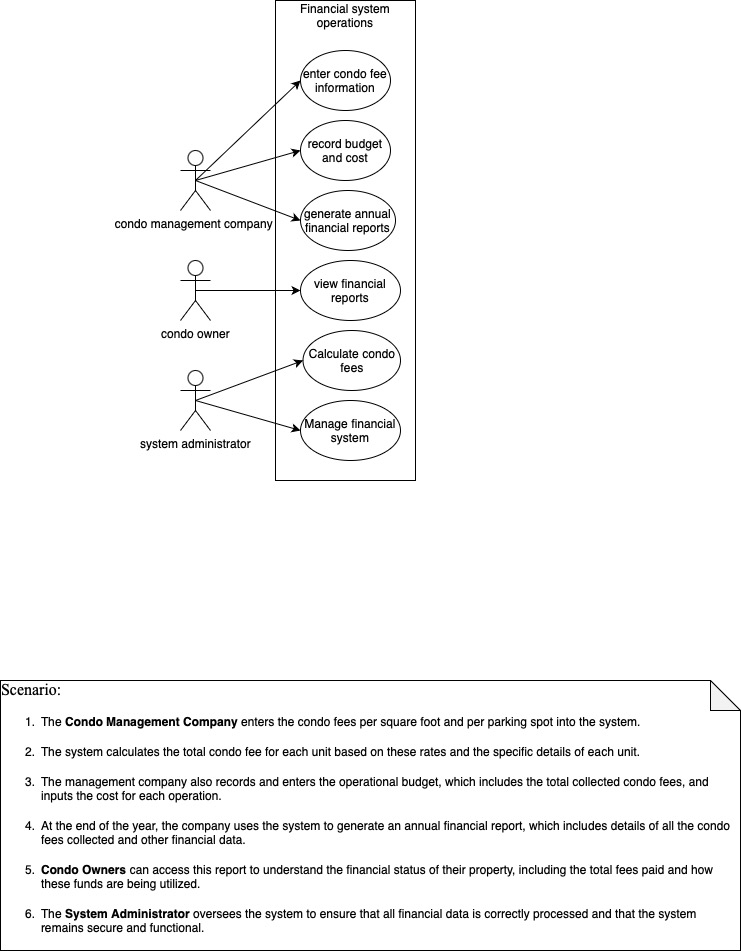 Financial system
operations
enter condo fee
information
record budget
and cost
generate annual
financial reports
condo management company
view financial
reports
condo owner
Calculate condo
fees
Manage financial
system
system administrator
Scenario:
1. The Condo Management Company enters the condo fees per square foot and per parking spot into the system.
2. The system calculates the total condo fee for each unit based on these rates and the specific details of each unit.
3. The management company also records and enters the operational budget, which includes the total collected condo fees, and
inputs the cost for each operation.
4. At the end of the year, the company uses the system to generate an annual financial report, which includes details of all the condo
fees collected and other financial data.
5. Condo Owners can access this report to understand the financial status of their property, including the total fees paid and how
these funds are being utilized.
6. The System Administrator oversees the system to ensure that all financial data is correctly processed and that the system
remains secure and functional.